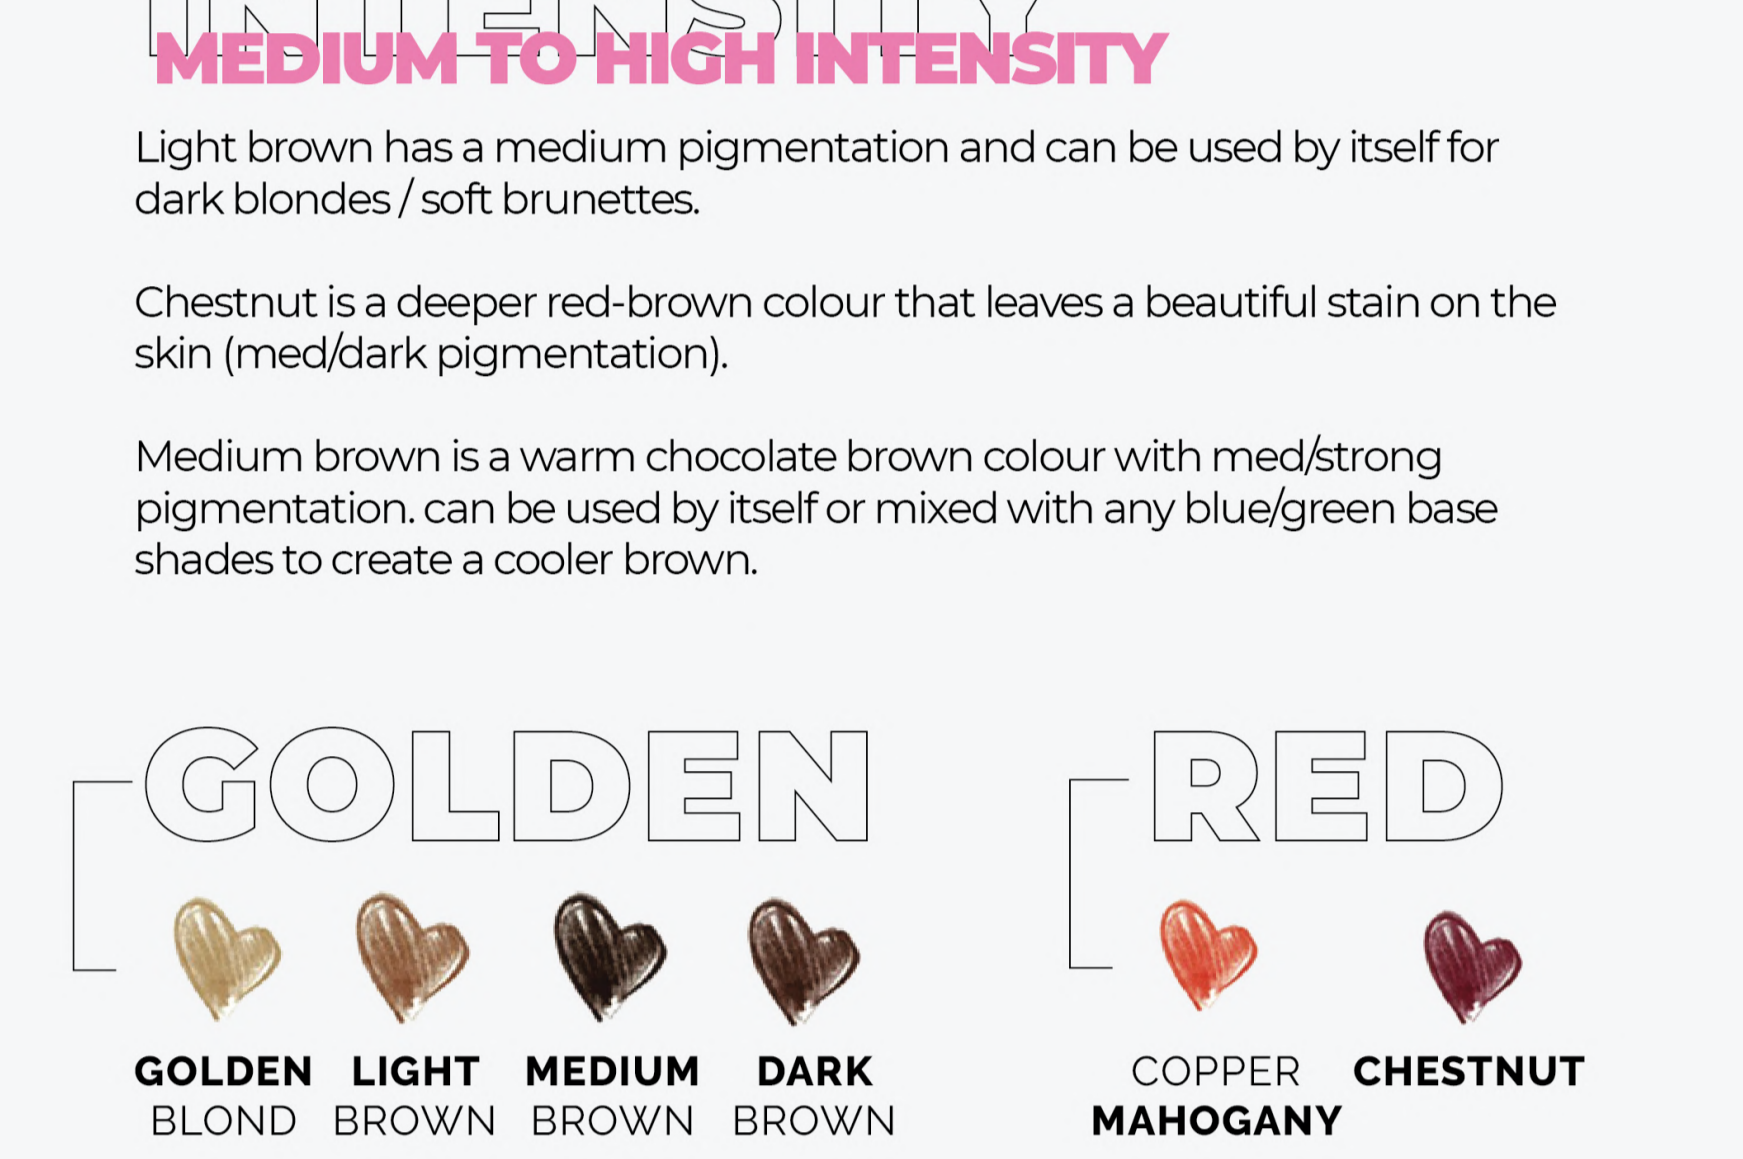 INTENSITY
MEDIUM TO HIGH INTENSITY
Light brown has a medium pigmentation and can be used by itself for
dark blondes / soft brunettes.
Chestnut is a deeper red-brown colour that leaves a beautiful stain on the
skin (med/dark pigmentation).
Medium brown is a warm chocolate brown colour with med/strong
pigmentation. can be used by itself or mixed with any blue/green base
shades to create a cooler brown.
GOLDEN
GOLDEN BLOND
LIGHT BROWN
MEDIUM BROWN
DARK BROWN
RED
COPPER MAHOGANY
CHESTNUT